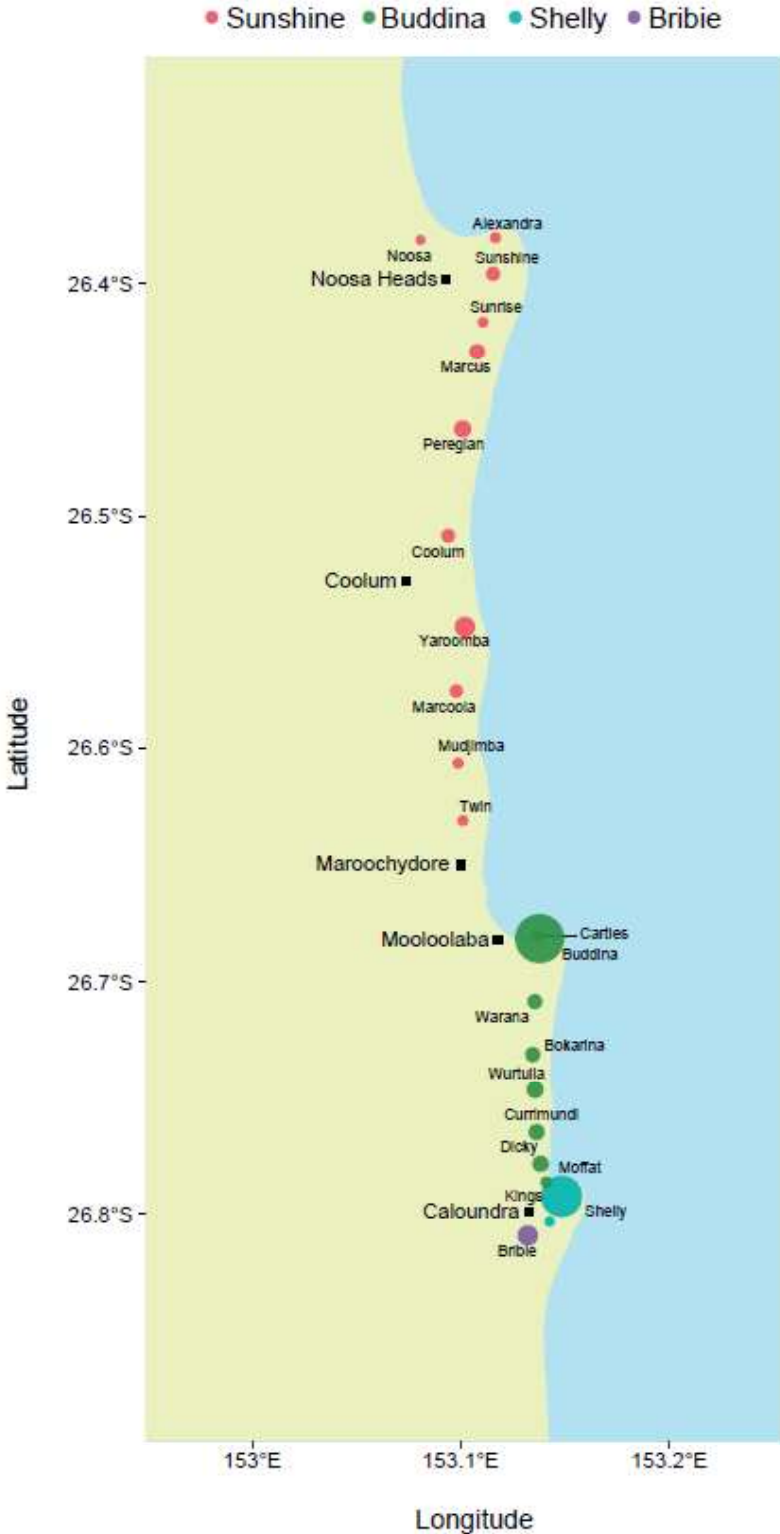 Sunshine Buddina Shelly Bribie
Alexandra
Noosa
Sunshine
Noosa Heads
26.4°S
Sunrise
Marcus
Peregian
26.5°S
Coolum
Coolum
Yaroomba
Marcoola
Latitude
26.6°S
Mudjimba
Twin
Maroochydore
Mooloolaba
Carties
Buddina
26.7°S
Warana
Bokarina
Wurtulla
Currimundi
Dicky
Moffat
Kings
Caloundra
Shelly
26.8°S
Bribie
153°E 153.1°E 153.2°E
Longitude